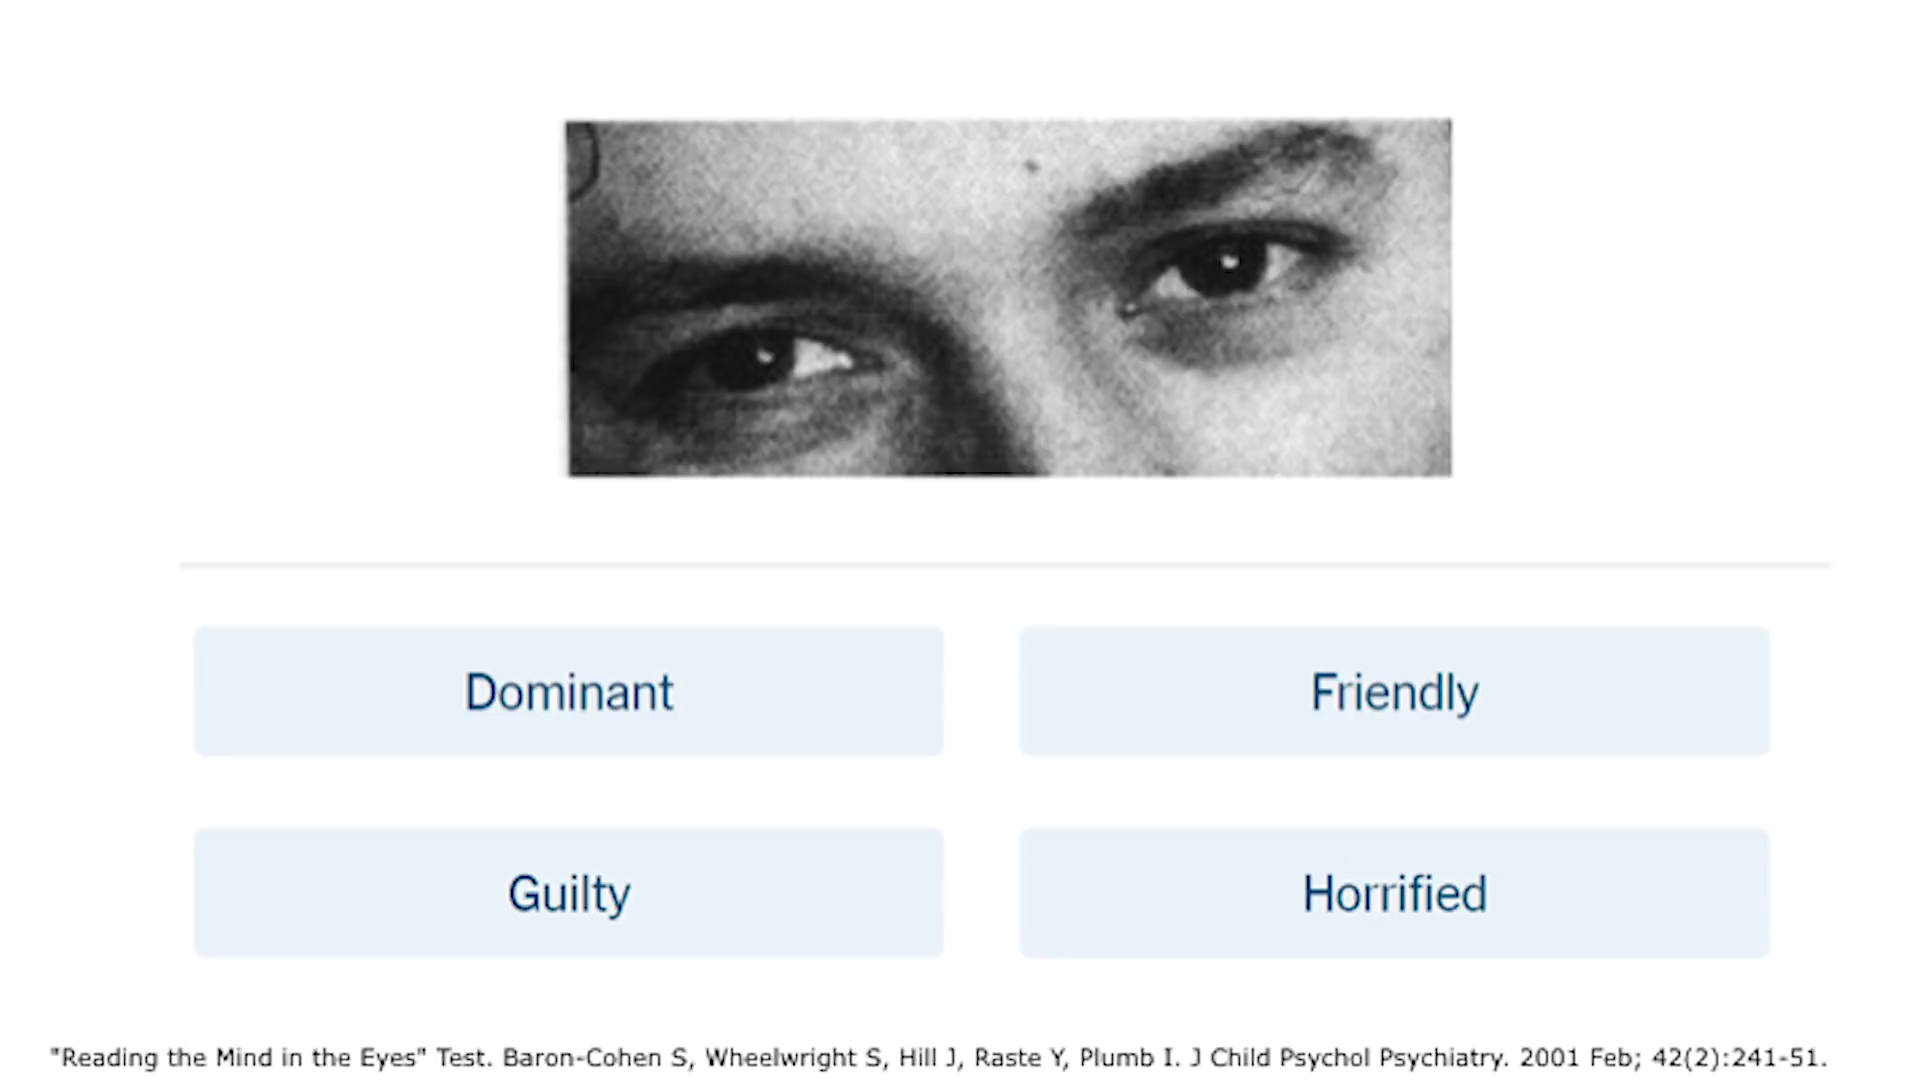 Dominant
Friendly
Guilty
Horrified
"Reading the Mind in the Eyes" Test. Baron-Cohen S, Wheelwright S, Hill J, Raste Y, Plumb I. J Child Psychol Psychiatry. 2001 Feb; 42(2):241-51.